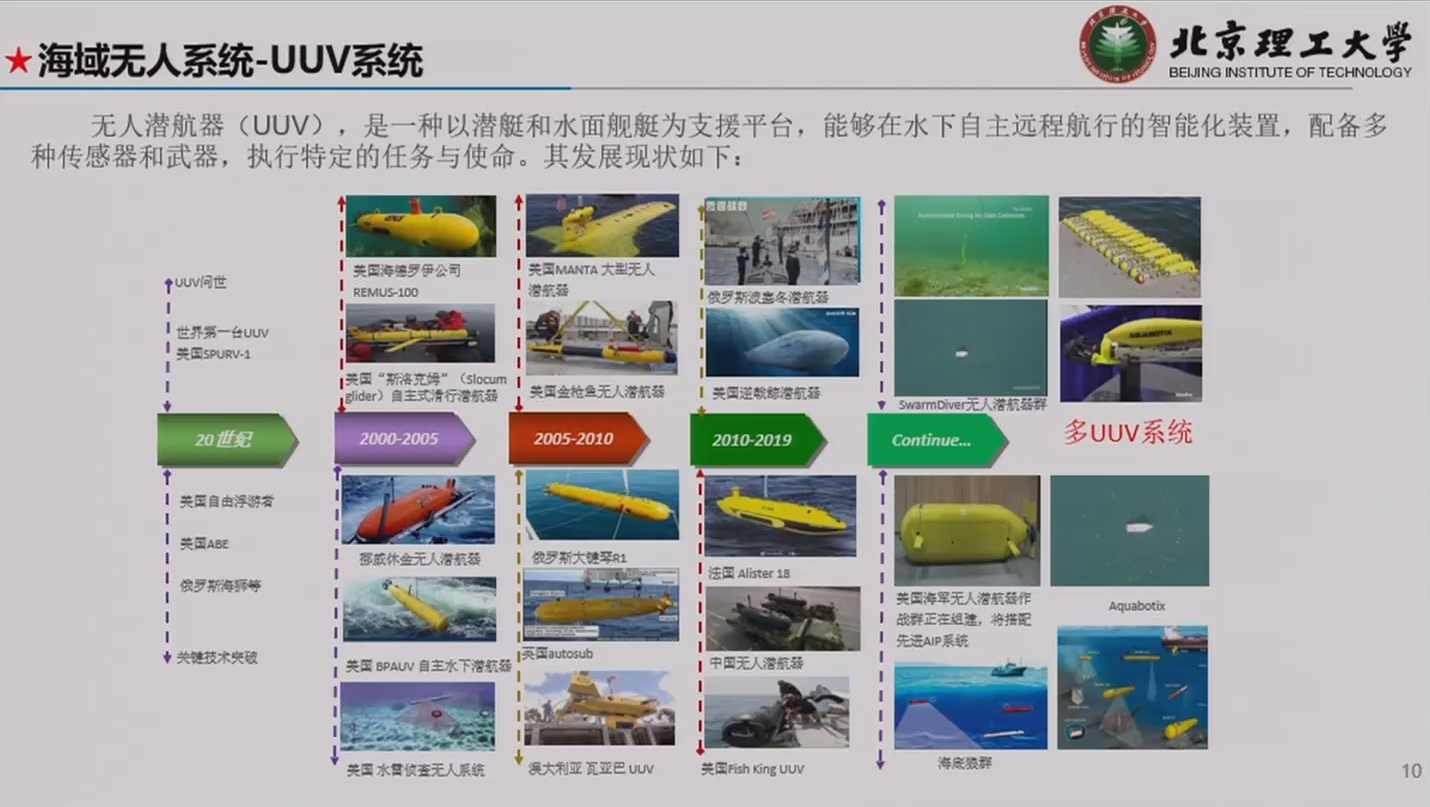 ★海域无人系统-UUV系统
北京理工大学
BEIJING INSTITUTE OF TECHNOLOGY
无人潜航器（UUV），是一种以潜艇和水面舰艇为支援平台，能够在水下自主远程航行的智能化装置，配备多
种传感器和武器，执行特定的任务与使命。其发展现状如下：
UUV问世
世界第一台UUV
美国SPURV-1
20世纪
美国自由浮游者
美国ABE
俄罗斯海狮等
关键技术突破
美国海德罗伊公司
REMUS-100
美国“斯洛克姆”（Slocum
glider）自主式滑行潜航器
2000-2005
挪威休金无人潜航器
美国 BPAUV 自主水下潜航器
美国 水雷侦查无人系统
美国MANTA 大型无人
潜航器
美国金枪鱼无人潜航器
2005-2010
俄罗斯大键琴R1
英国autosub
澳大利亚 瓦亚巴 UUV
俄罗斯波塞冬潜航器
美国逆戟鲸潜航器
2010-2019
法国 Alister 18
中国无人潜航器
美国Fish King UUV
SwarmDiver无人潜航器群
Continue...
多UUV系统
美国海军无人潜航器作
战群正在组建，将搭配
先进AIP系统
Aquabotix
海底狼群
10